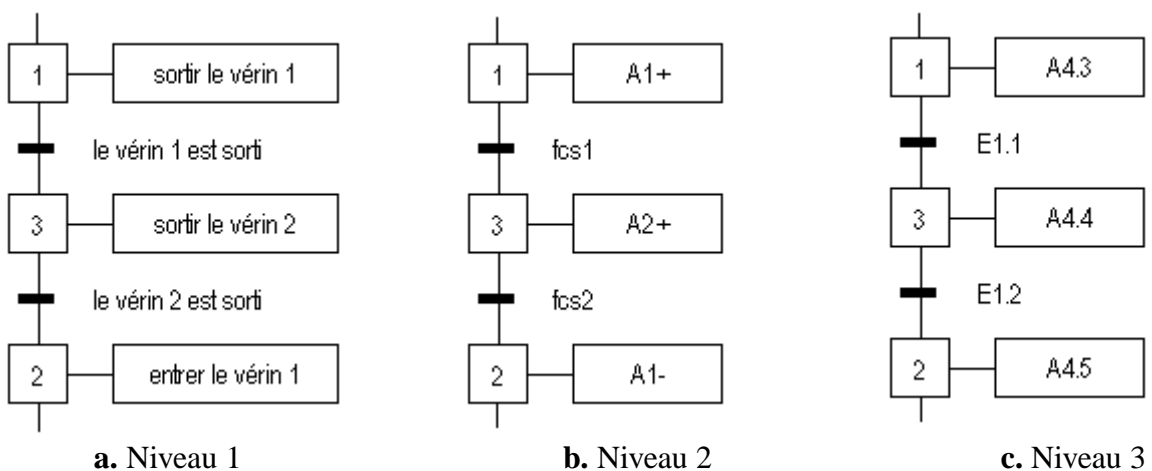 1
sortir le vérin 1
le vérin 1 est sorti
3
sortir le vérin 2
le vérin 2 est sorti
2
entrer le vérin 1
a. Niveau 1
1
A1+
fcs1
3
A2+
fcs2
2
A1-
b. Niveau 2
1
A4.3
E1.1
3
A4.4
E1.2
2
A4.5
c. Niveau 3